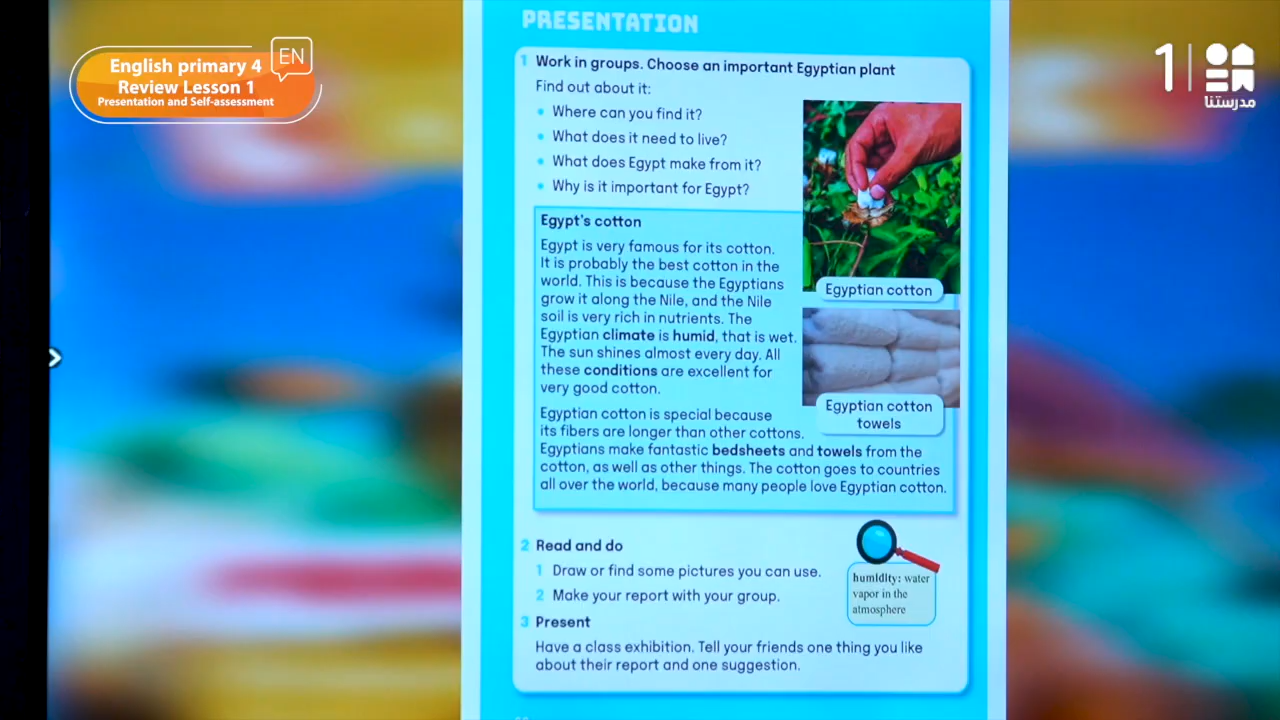 English primary 4
Review Lesson 1
Presentation and Self-assessment
EN
1
مدرستنا
PRESENTATION
1 Work in groups. Choose an important Egyptian plant
Find out about it:
• Where can you find it?
• What does it need to live?
• What does Egypt make from it?
• Why is it important for Egypt?
Egypt's cotton
Egypt is very famous for its cotton.
It is probably the best cotton in the
world. This is because the Egyptians
grow it along the Nile, and the Nile
soil is very rich in nutrients. The
Egyptian climate is humid, that is wet.
The sun shines almost every day. All
these conditions are excellent for
very good cotton.
Egyptian cotton is special because
its fibers are longer than other cottons.
Egyptians make fantastic bedsheets and towels from the
cotton, as well as other things. The cotton goes to countries
all over the world, because many people love Egyptian cotton.
Egyptian cotton
Egyptian cotton
towels
2 Read and do
1 Draw or find some pictures you can use.
2 Make your report with your group.
humidity: water
vapor in the
atmosphere
3 Present
Have a class exhibition. Tell your friends one thing you like
about their report and one suggestion.